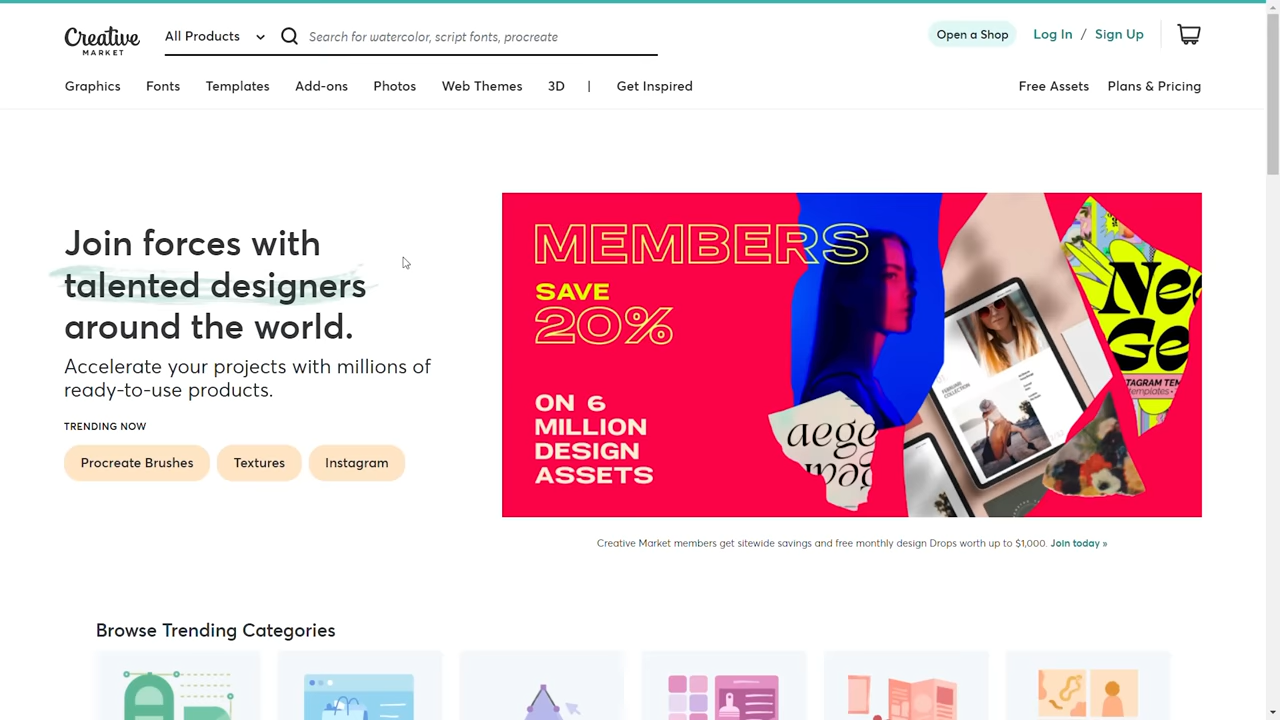 Creative
MARKET
All Products
Search for watercolor, script fonts, procreate
Open a Shop
Log In / Sign Up
Graphics
Fonts
Templates
Add-ons
Photos
Web Themes
3D
|
Get Inspired
Free Assets
Plans & Pricing
Join forces with
talented designers
around the world.
Accelerate your projects with millions of
ready-to-use products.
TRENDING NOW
Procreate Brushes
Textures
Instagram
MEMBERS
SAVE
20%
ON 6
MILLION
DESIGN
ASSETS
aege
Creative Market members get sitewide savings and free monthly design Drops worth up to $1,000. Join today »
Browse Trending Categories